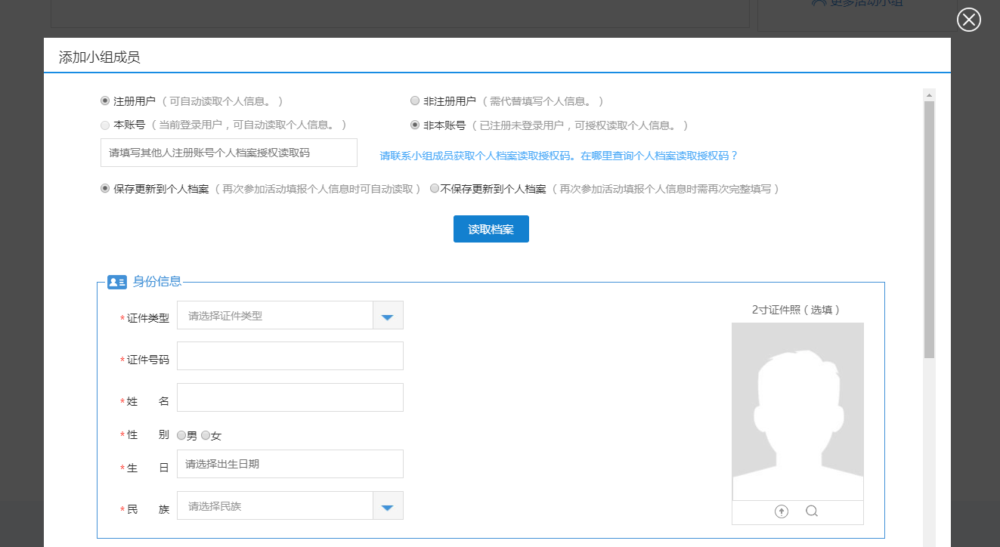 更多活动小组
添加小组成员
注册用户 （ 可自动读取个人信息。 ） 非注册用户 （ 需代替填写个人信息。 ）
本账号 （ 当前登录用户，可自动读取个人信息。 ） 非本账号 （ 已注册未登录用户，可授权读取个人信息。 ）
请填写其他人注册账号个人档案授权读取码 请联系小组成员获取个人档案读取授权码。在哪里查询个人档案读取授权码？
保存更新到个人档案 （ 再次参加活动填报个人信息时可自动读取 ） 不保存更新到个人档案 （ 再次参加活动填报个人信息时需再次完整填写 ）
读取档案
身份信息
2寸证件照（选填）
*证件类型 请选择证件类型
*证件号码
*姓 名
*性 别 男 女
*生 日 请选择出生日期
*民 族 请选择民族